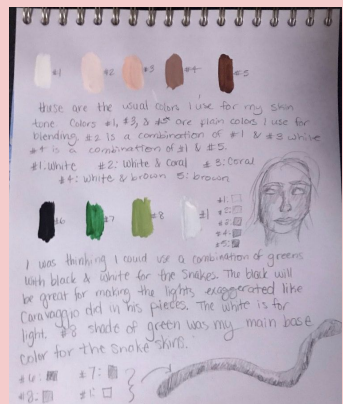 #1 #2 #3 #4 #5
these are the usual colors I use for my skin
tone. Colors #1, #3, & #5 are plain colors I use for
blending. #2 is a combination of #1 & #3 while
#4 is a combination of #1 & #5.
#1: White #2: White & Coral #3: Coral
#4: White & brown 5: brown
#6 #7 #8 #1
#1:
#2:
#3:
#4:
#5:
I was thinking I could use a combination of greens
with black & white for the snakes. The black will
be great for making the lights exaggerated like
Caravaggio did in his pieces. The white is for
light. #8 shade of green was my main base
color for the snake skins.
#6: #7:
#8: #1: